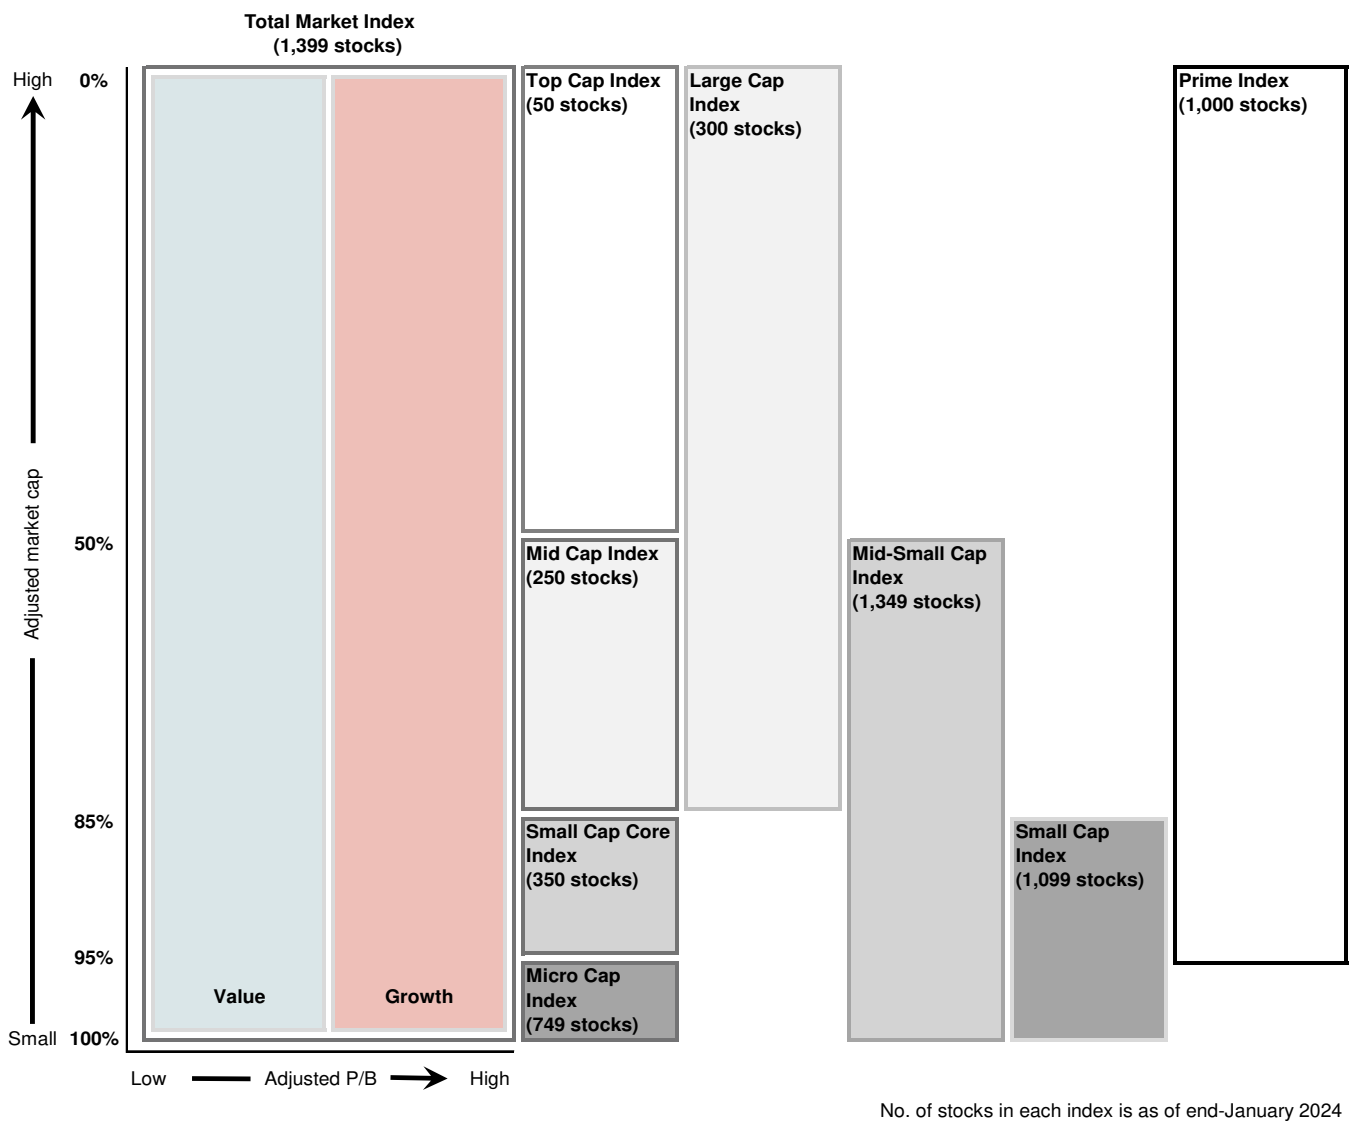 Total Market Index
(1,399 stocks)
High
0%
Top Cap Index
(50 stocks)
Large Cap
Index
(300 stocks)
Prime Index
(1,000 stocks)
Adjusted market cap
50%
Mid Cap Index
(250 stocks)
Mid-Small Cap
Index
(1,349 stocks)
85%
Small Cap Core
Index
(350 stocks)
Small Cap
Index
(1,099 stocks)
95%
Micro Cap
Index
(749 stocks)
Value
Growth
Small
100%
Low
Adjusted P/B
High
No. of stocks in each index is as of end-January 2024